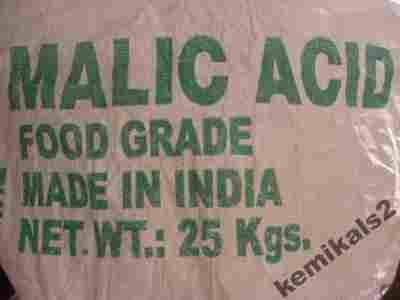 MALIC ACID
FOOD GRADE
MADE IN INDIA
NET. WT.: 25 Kgs.
kemikals2